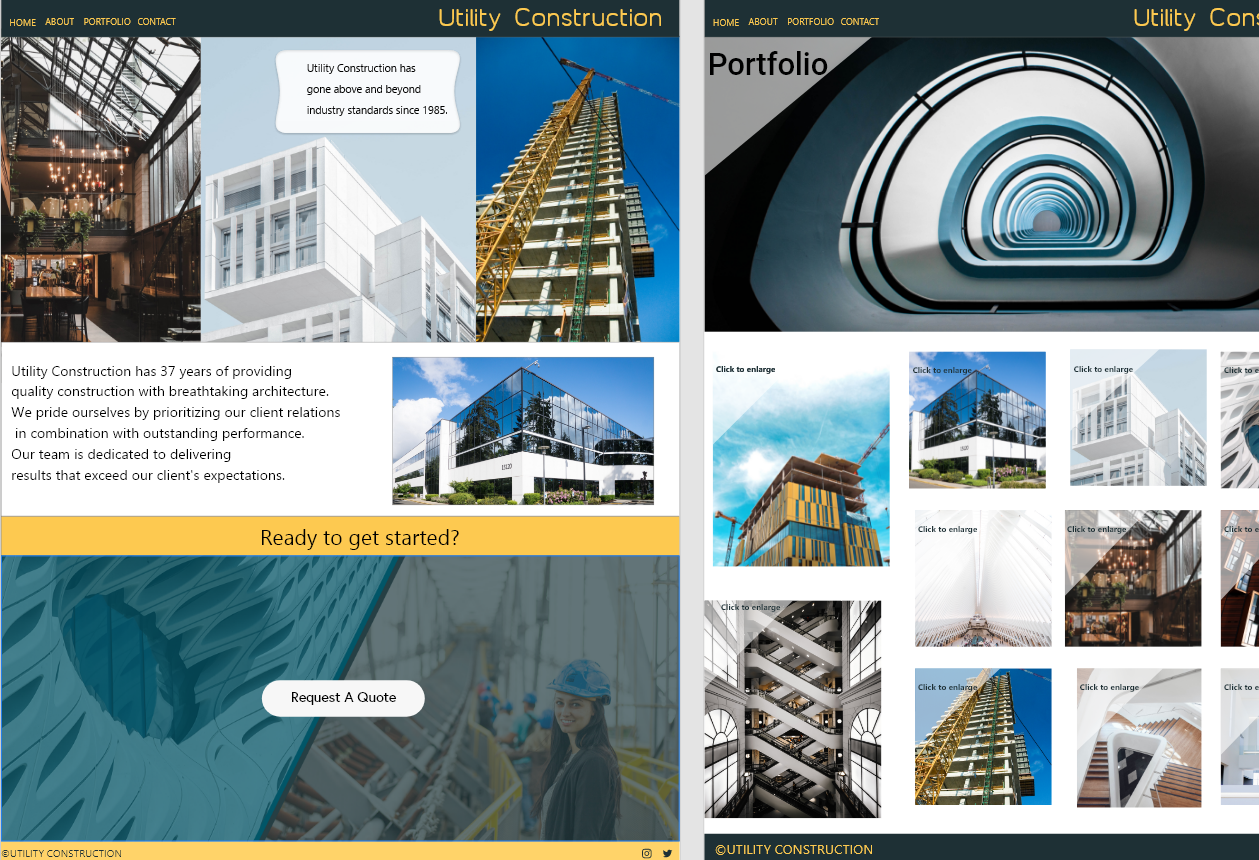 HOME ABOUT PORTFOLIO CONTACT
Utility Construction
Utility Construction has
gone above and beyond
industry standards since 1985.
Utility Construction has 37 years of providing
quality construction with breathtaking architecture.
We pride ourselves by prioritizing our client relations
in combination with outstanding performance.
Our team is dedicated to delivering
results that exceed our client's expectations.
15120
Ready to get started?
Request A Quote
©UTILITY CONSTRUCTION
HOME ABOUT PORTFOLIO CONTACT
Utility Cons
Portfolio
Click to enlarge
Click to enlarge
Click to enlarge
Click to e
Click to enlarge
Click to enlarge
Click to e
Click to enlarge
Click to enlarge
Click to enlarge
Click to e
©UTILITY CONSTRUCTION